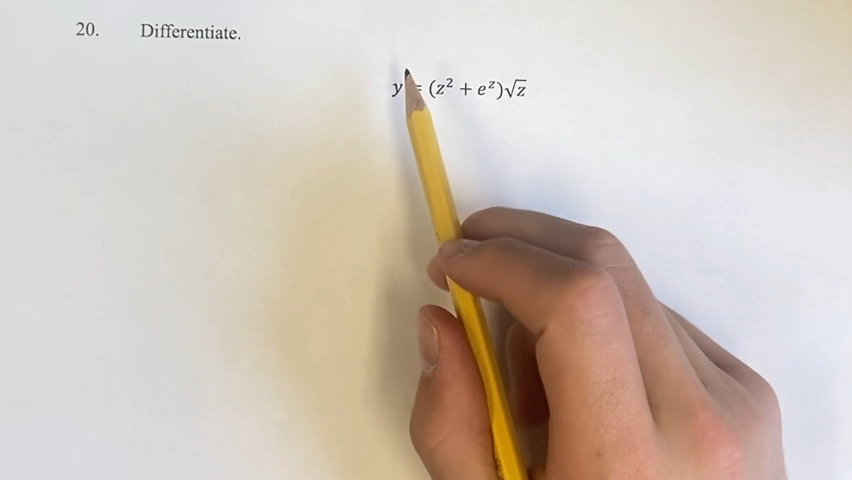 20. Differentiate.
y = (z² + eᶻ)√z